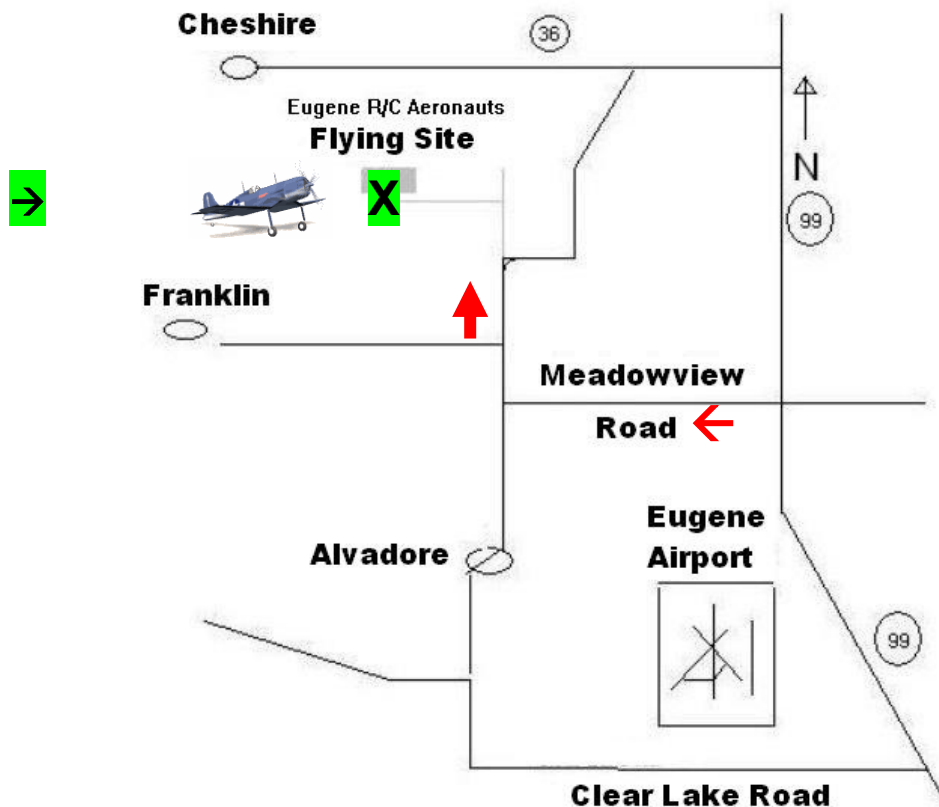 Cheshire
36
Eugene R/C Aeronauts
Flying Site
→
X
N
99
Franklin
Meadowview
Road ←
Eugene
Airport
Alvadore
99
Clear Lake Road